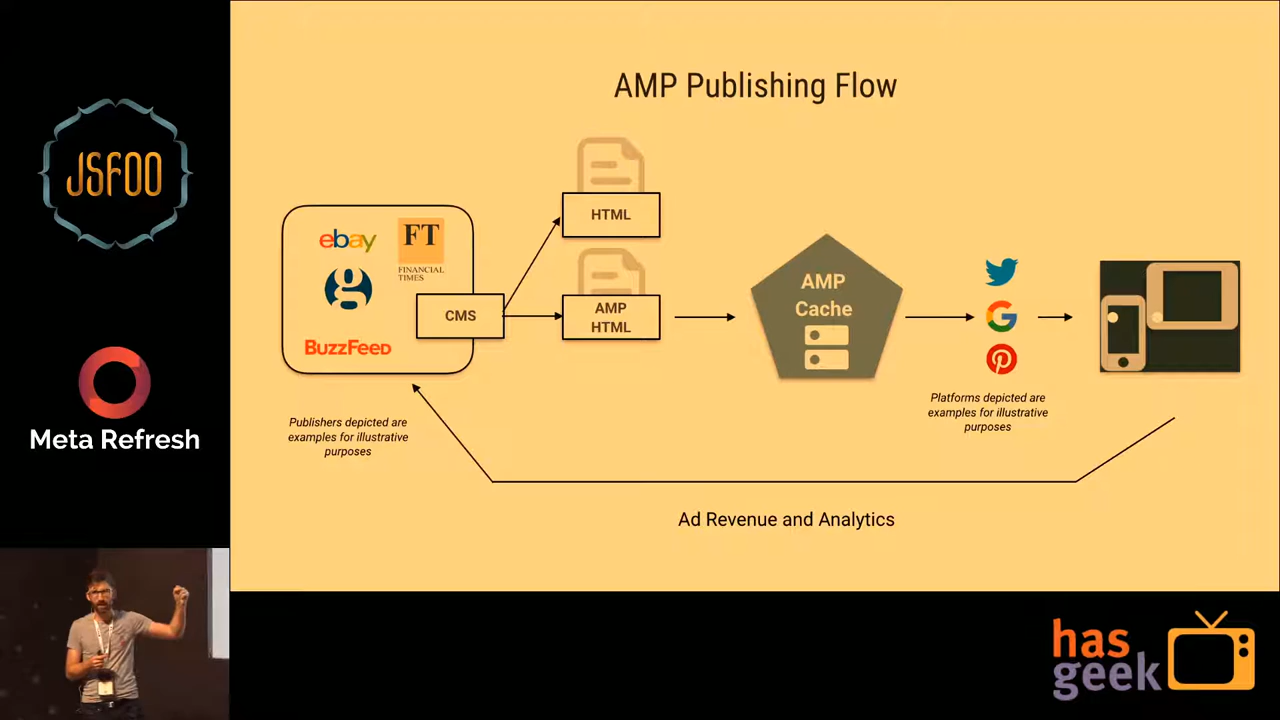 JSFOO
Meta Refresh
AMP Publishing Flow
ebay
FT
FINANCIAL
TIMES
g
BuzzFeed
CMS
HTML
AMP
HTML
AMP
Cache
G
Publishers depicted are
examples for illustrative
purposes
Platforms depicted are
examples for illustrative
purposes
Ad Revenue and Analytics
has
geek